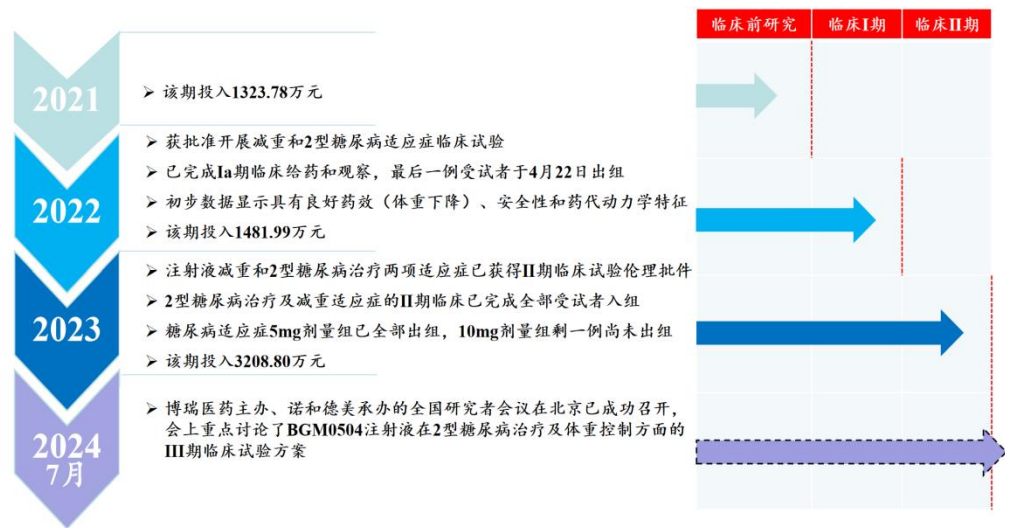 临床前研究 临床I期 临床II期
2021
➢ 该期投入1323.78万元
2022
➢ 获批准开展减重和2型糖尿病适应症临床试验
➢ 已完成Ia期临床给药和观察，最后一例受试者于4月22日出组
➢ 初步数据显示具有良好药效（体重下降）、安全性和药代动力学特征
➢ 该期投入1481.99万元
2023
➢ 注射液减重和2型糖尿病治疗两项适应症已获得II期临床试验伦理批件
➢ 2型糖尿病治疗及减重适应症的II期临床已完成全部受试者入组
➢ 糖尿病适应症5mg剂量组已全部出组，10mg剂量组剩一例尚未出组
➢ 该期投入3208.80万元
2024
7月
➢ 博瑞医药主办、诺和德美承办的全国研究者会议在北京已成功召开，
会上重点讨论了BGM0504注射液在2型糖尿病治疗及体重控制方面的
III期临床试验方案